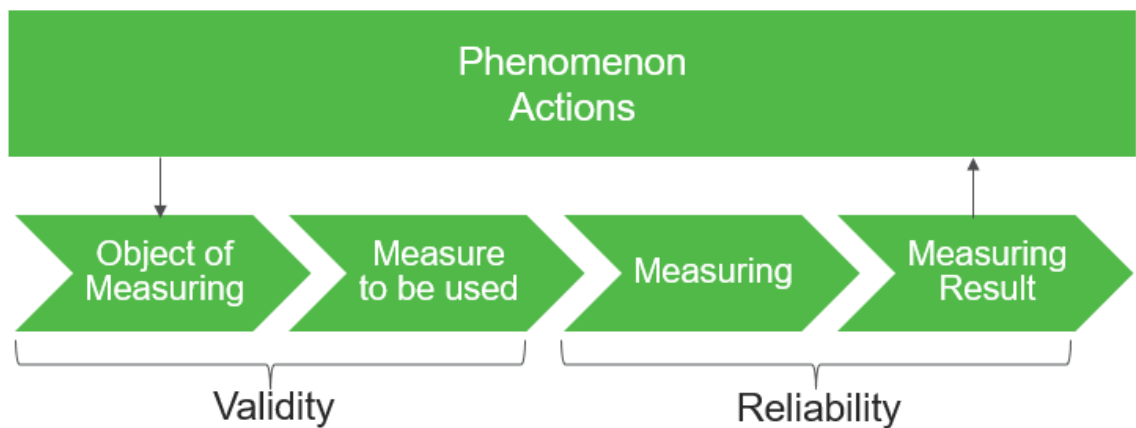 Phenomenon
Actions
Object of
Measuring
Measure
to be used
Measuring
Measuring
Result
Validity
Reliability